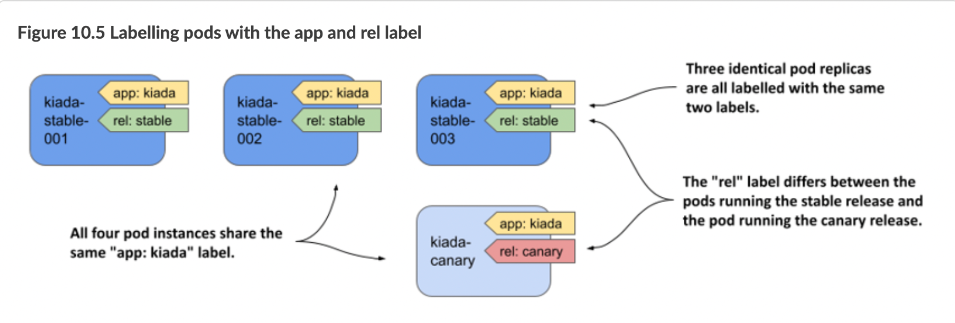 Figure 10.5 Labelling pods with the app and rel label
kiada-
stable-
001
app: kiada
rel: stable
kiada-
stable-
002
app: kiada
rel: stable
kiada-
stable-
003
app: kiada
rel: stable
Three identical pod replicas
are all labelled with the same
two labels.
The "rel" label differs between the
pods running the stable release and
the pod running the canary release.
All four pod instances share the
same "app: kiada" label.
kiada-
canary
app: kiada
rel: canary